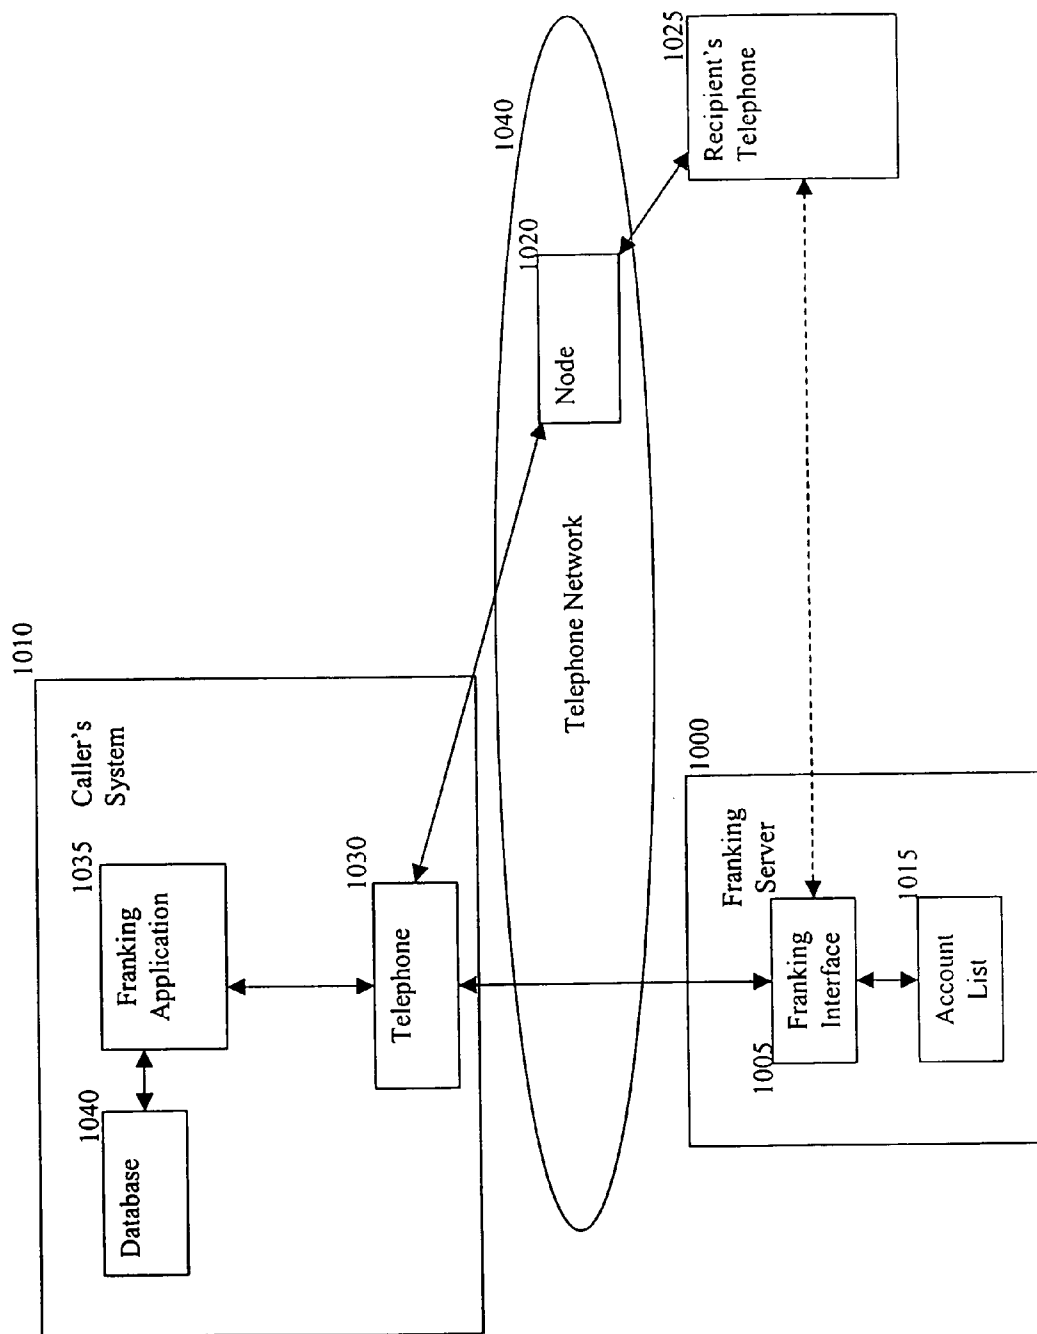 1010
Caller's
System
1035
Franking
Application
1040
Database
1030
Telephone
1040
Telephone Network
1020
Node
1025
Recipient's
Telephone
1000
Franking
Server
1005
Franking
Interface
1015
Account
List